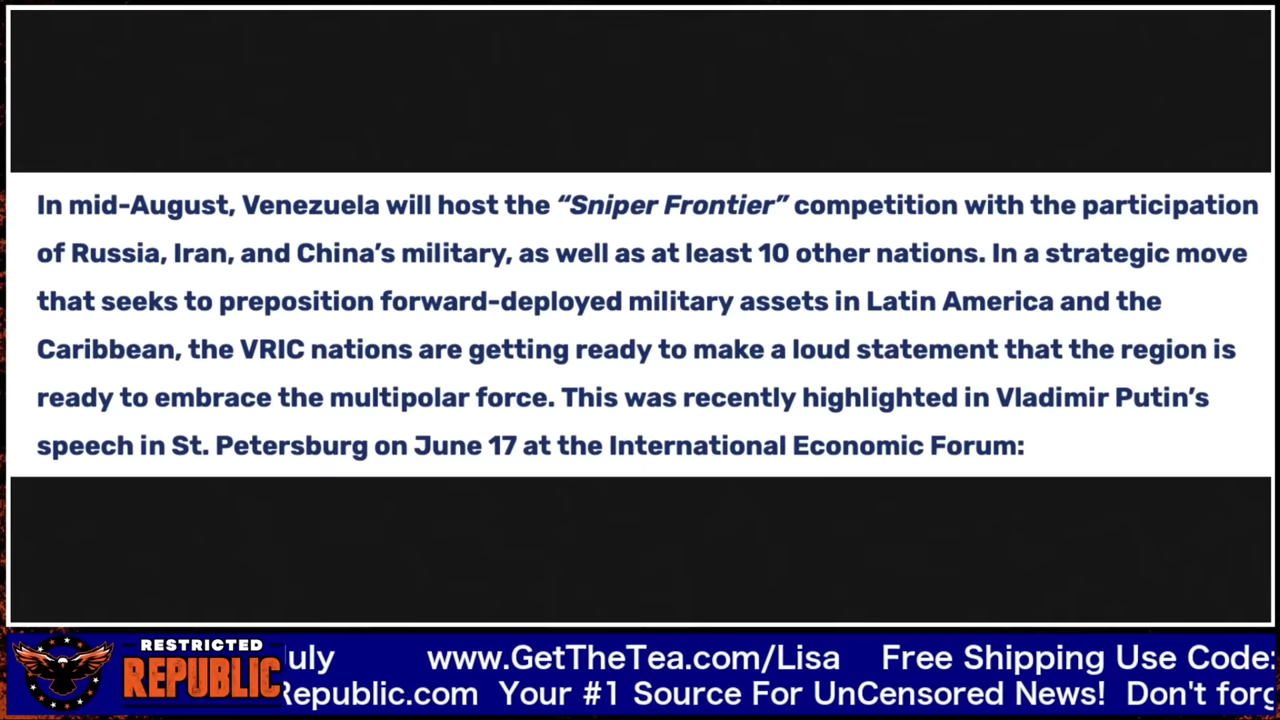 In mid-August, Venezuela will host the “Sniper Frontier” competition with the participation
of Russia, Iran, and China’s military, as well as at least 10 other nations. In a strategic move
that seeks to preposition forward-deployed military assets in Latin America and the
Caribbean, the VRIC nations are getting ready to make a loud statement that the region is
ready to embrace the multipolar force. This was recently highlighted in Vladimir Putin’s
speech in St. Petersburg on June 17 at the International Economic Forum:
RESTRICTED
REPUBLIC
uly www.GetTheTea.com/Lisa Free Shipping Use Code:
Republic.com Your #1 Source For UnCensored News! Don't forg